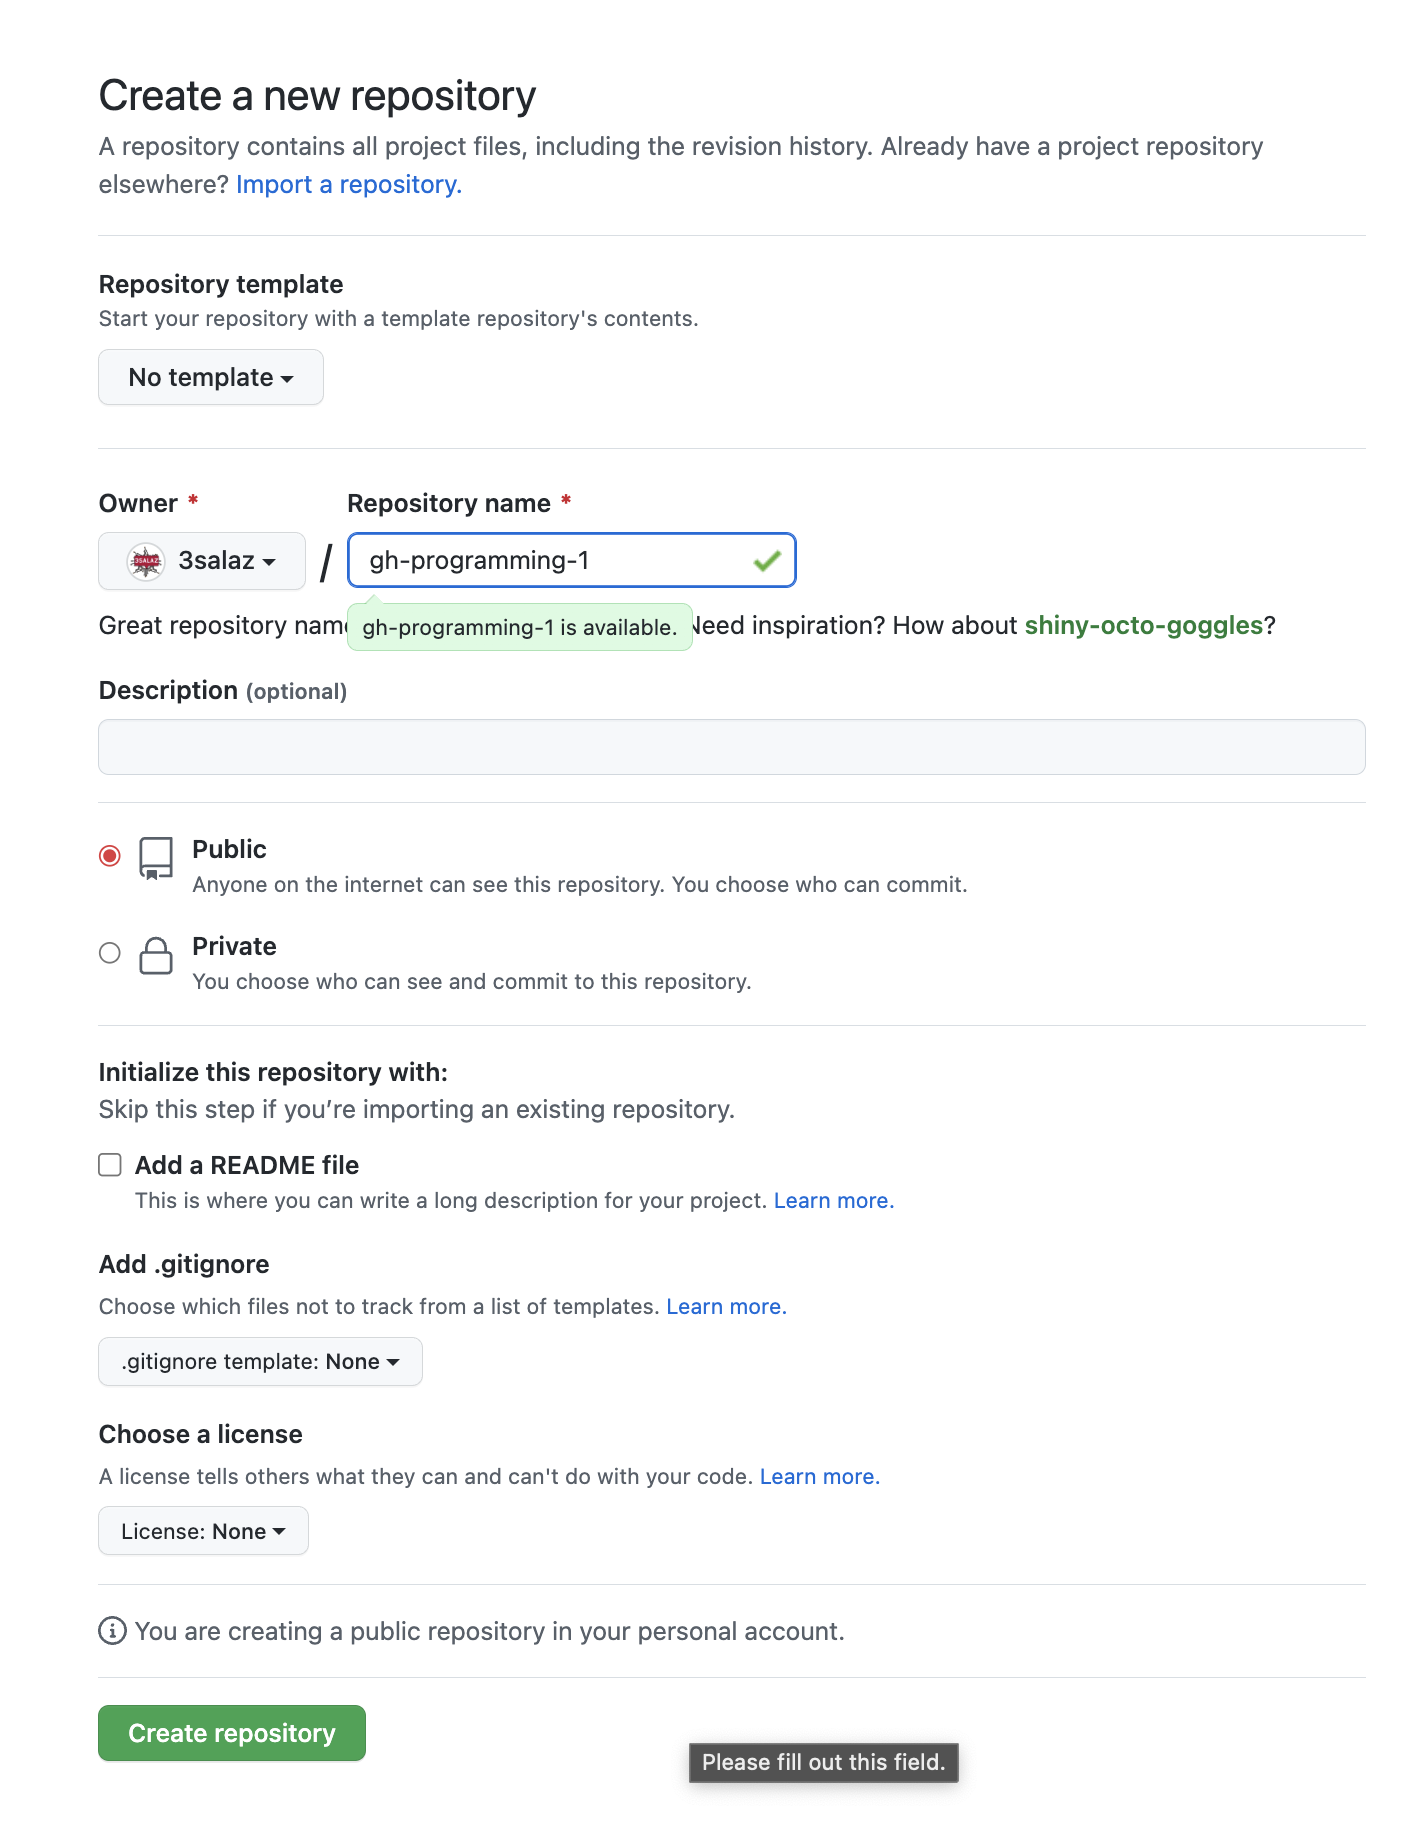 Create a new repository
A repository contains all project files, including the revision history. Already have a project repository
elsewhere? Import a repository.
Repository template
Start your repository with a template repository's contents.
No template
Owner *
Repository name *
3salaz / gh-programming-1
Great repository name
gh-programming-1 is available.
Need inspiration? How about shiny-octo-goggles?
Description (optional)
Public
Anyone on the internet can see this repository. You choose who can commit.
Private
You choose who can see and commit to this repository.
Initialize this repository with:
Skip this step if you’re importing an existing repository.
Add a README file
This is where you can write a long description for your project. Learn more.
Add .gitignore
Choose which files not to track from a list of templates. Learn more.
.gitignore template: None
Choose a license
A license tells others what they can and can't do with your code. Learn more.
License: None
You are creating a public repository in your personal account.
Create repository
Please fill out this field.